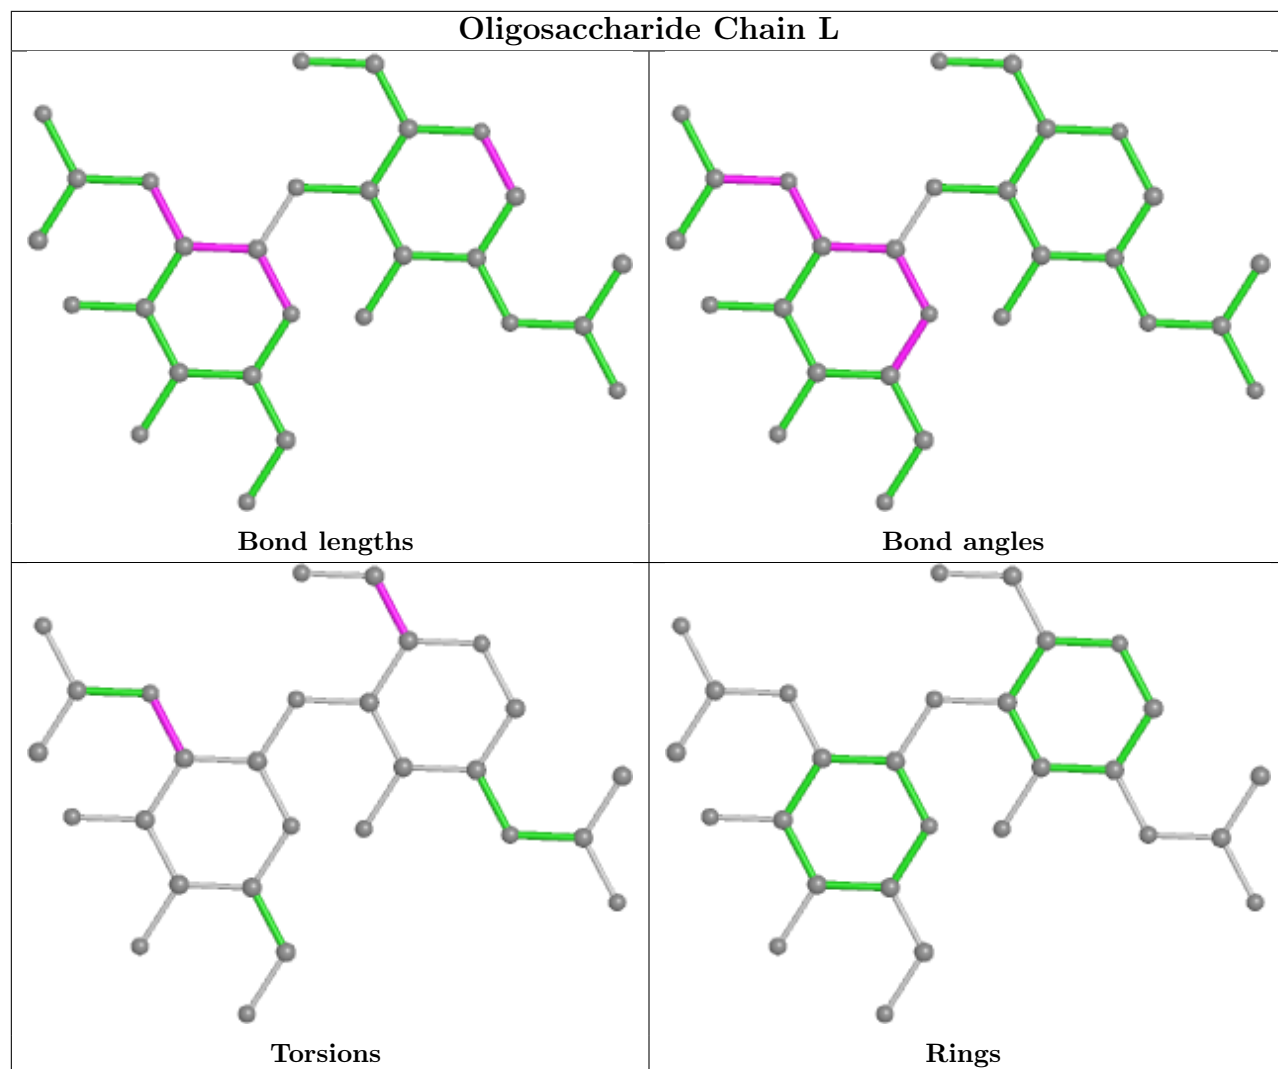 Oligosaccharide Chain L
Bond lengths
Bond angles
Torsions
Rings